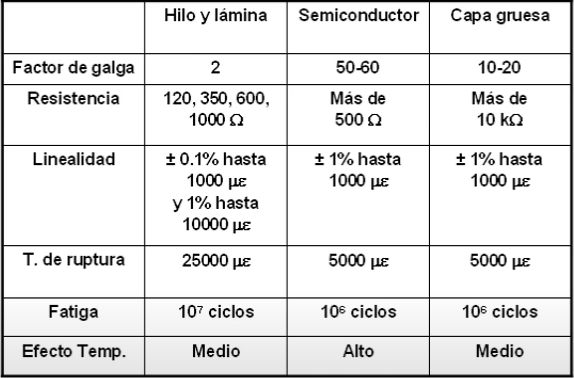 Hilo y lámina Semiconductor Capa gruesa
Factor de galga 2 50-60 10-20
Resistencia 120, 350, 600, Más de Más de
1000 Ω 500 Ω 10 kΩ
Linealidad ± 0.1% hasta ± 1% hasta ± 1% hasta
1000 με 1000 με 1000 με
y 1% hasta
10000 με
T. de ruptura 25000 με 5000 με 5000 με
Fatiga 10⁷ ciclos 10⁶ ciclos 10⁶ ciclos
Efecto Temp. Medio Alto Medio